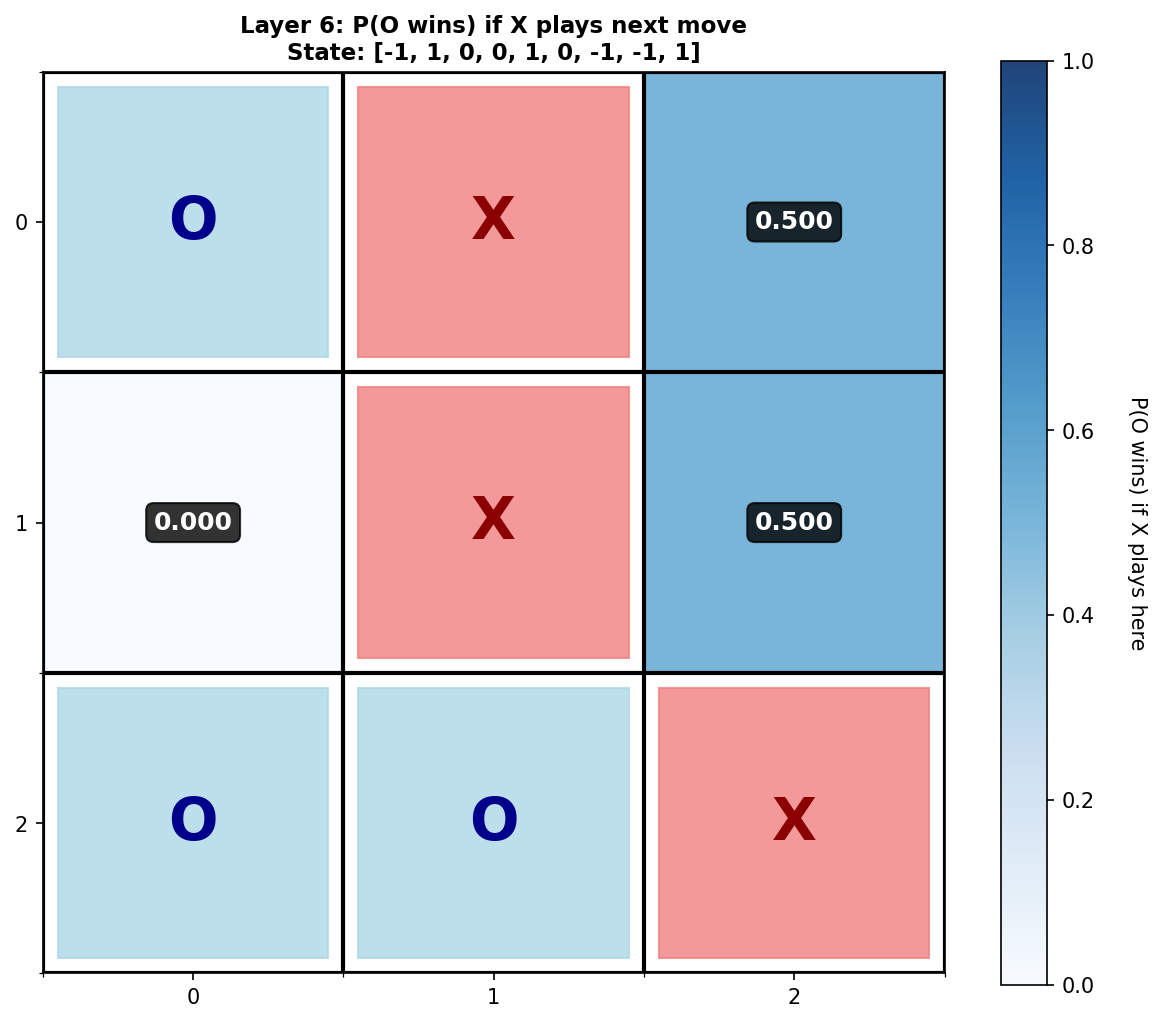 Layer 6: P(O wins) if X plays next move
State: [-1, 1, 0, 0, 1, 0, -1, -1, 1]
O
X
0.500
0
0.000
X
0.500
1
O
O
X
2
0
1
2
1.0
0.8
0.6
0.4
0.2
0.0
P(O wins) if X plays here